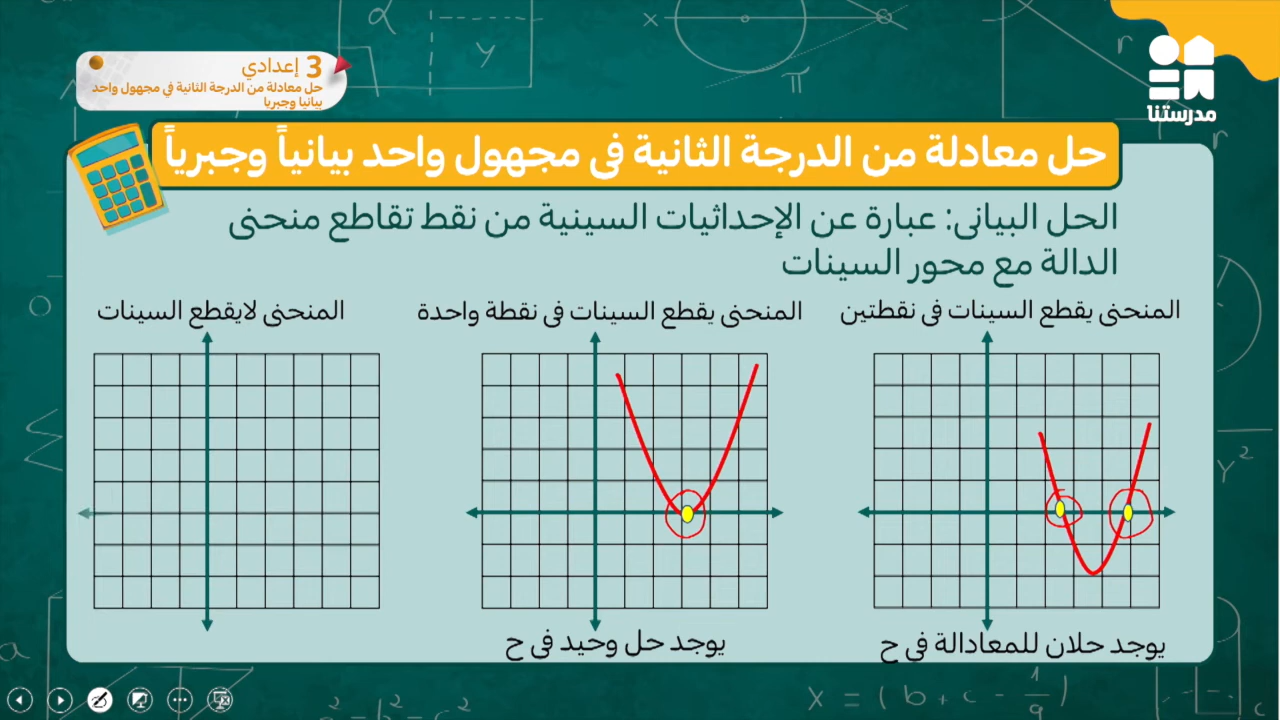 3 إعدادي
حل معادلة من الدرجة الثانية في مجهول واحد
بيانيا وجبريا
مدرستنا
حل معادلة من الدرجة الثانية فى مجهول واحد بيانياً وجبرياً
الحل البيانى: عبارة عن الإحداثيات السينية من نقط تقاطع منحنى
الدالة مع محور السينات
المنحنى يقطع السينات فى نقطتين
المنحنى يقطع السينات فى نقطة واحدة
المنحنى لايقطع السينات
يوجد حلان للمعادالة في ح
يوجد حل وحيد فى ح